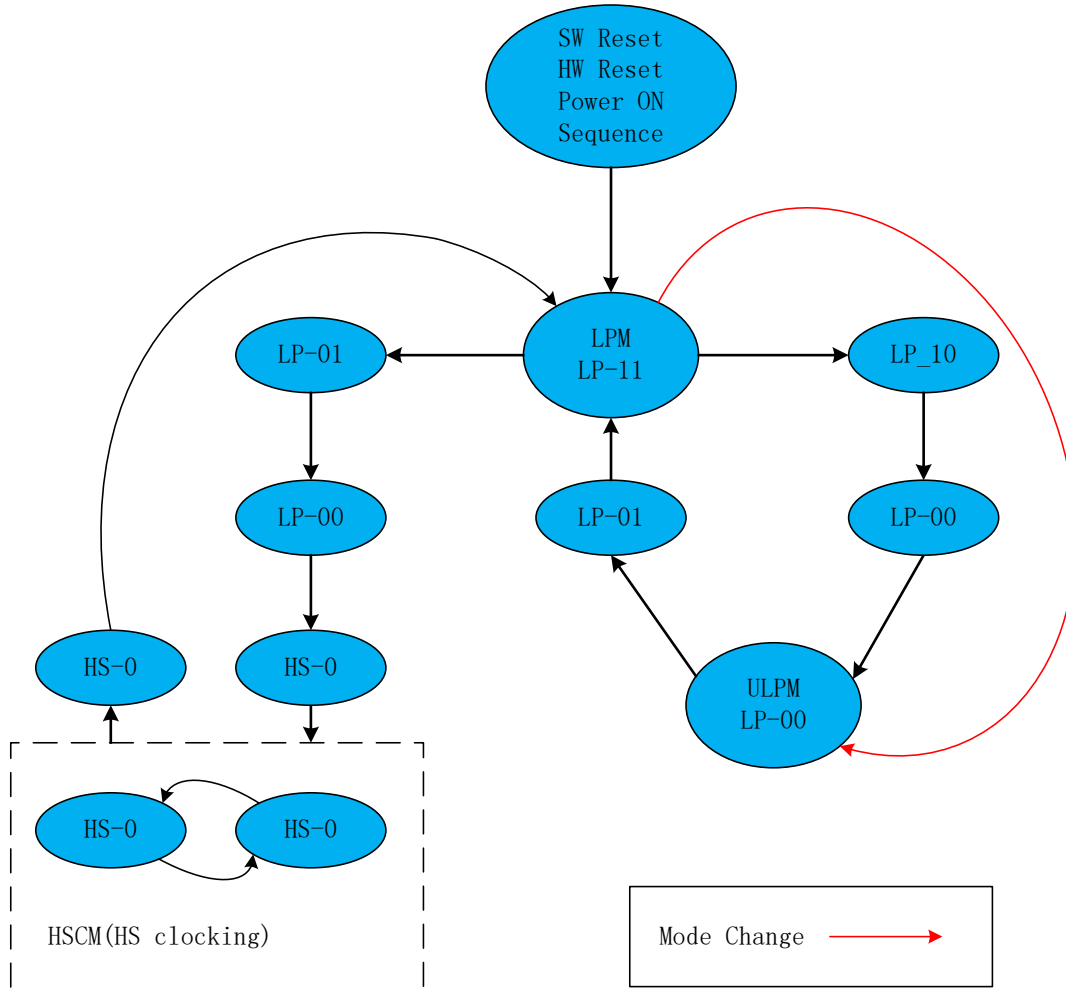 SW Reset
HW Reset
Power ON
Sequence
LP-01
LPM
LP-11
LP_10
LP-00
LP-01
LP-00
HS-0
HS-0
ULPM
LP-00
HS-0
HS-0
HSCM(HS clocking)
Mode Change